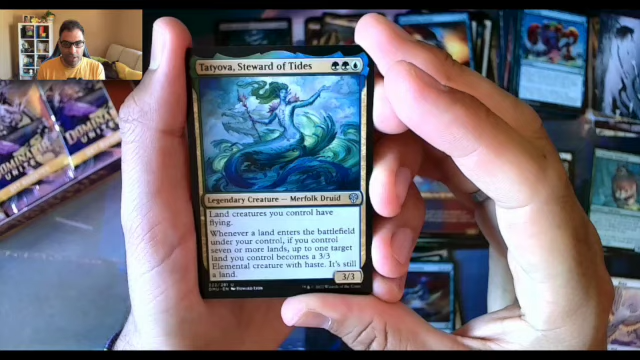 Tatyova, Steward of Tides
Legendary Creature — Merfolk Druid
Land creatures you control have
flying.
Whenever a land enters the battlefield
under your control, if you control
seven or more lands, up to one target
land you control becomes a 3/3
Elemental creature with haste. It's still
a land.
3/3
DMU • EN